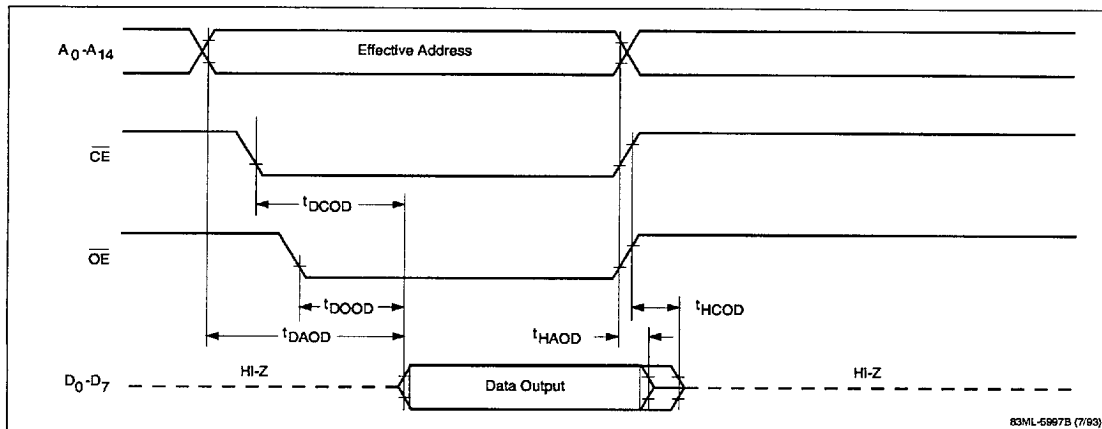 A0-A14
Effective Address
CE
tDCOD
OE
tDOOD
tHCOD
tDAOD
tHAOD
D0-D7
HI-Z
Data Output
HI-Z
83ML-5997B (7/93)